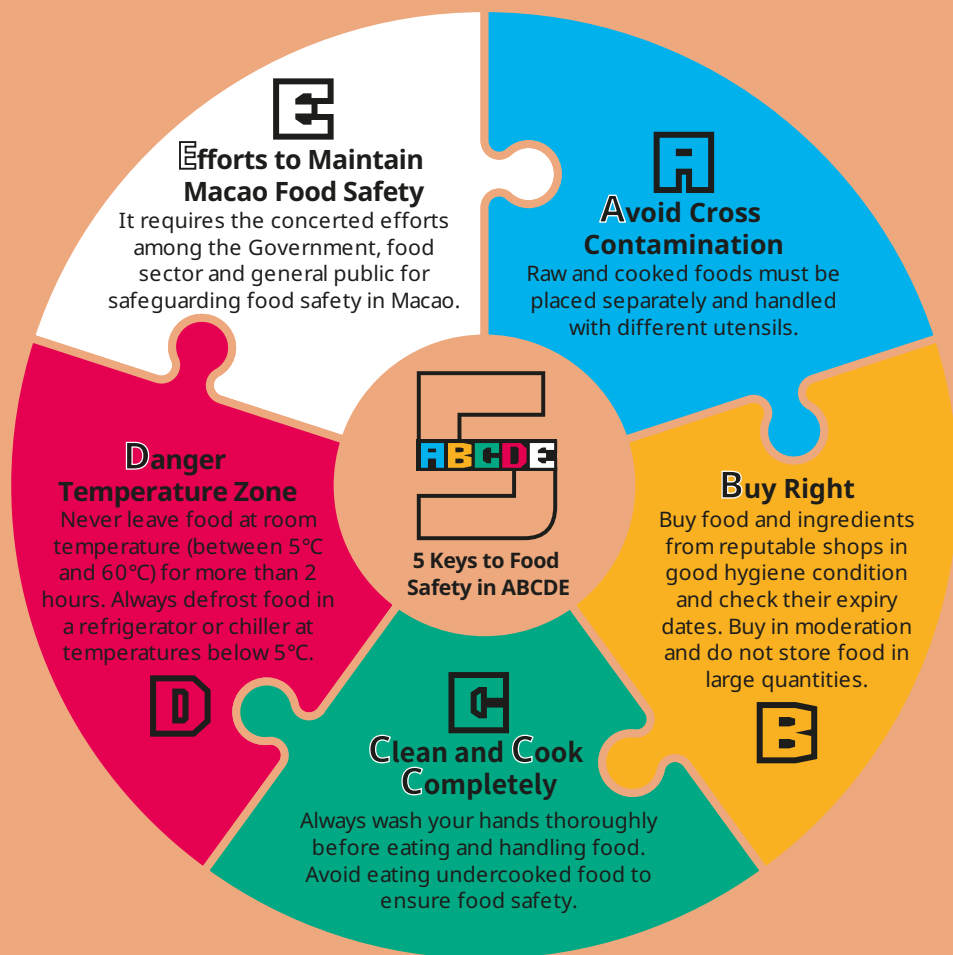 E
Efforts to Maintain
Macao Food Safety
It requires the concerted efforts
among the Government, food
sector and general public for
safeguarding food safety in Macao.
A
Avoid Cross
Contamination
Raw and cooked foods must be
placed separately and handled
with different utensils.
Buy Right
Buy food and ingredients
from reputable shops in
good hygiene condition
and check their expiry
dates. Buy in moderation
and do not store food in
large quantities.
B
C
Clean and Cook
Completely
Always wash your hands thoroughly
before eating and handling food.
Avoid eating undercooked food to
ensure food safety.
Danger
Temperature Zone
Never leave food at room
temperature (between 5℃
and 60℃) for more than 2
hours. Always defrost food in
a refrigerator or chiller at
temperatures below 5℃.
D
5
ABCDE
5 Keys to Food
Safety in ABCDE